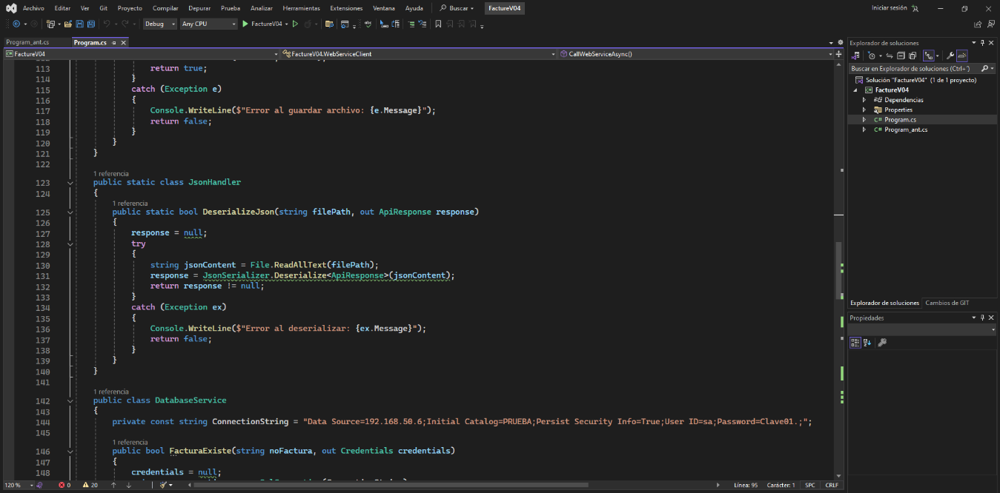 Archivo Editar Ver Git Proyecto Compilar Depurar Prueba Analizar Herramientas Extensiones Ventana Ayuda Buscar FactureV04 Iniciar sesión
Debug Any CPU FactureV04
Program_ant.cs Program.cs
FactureV04 FactureV04.WebServiceClient CallWebServiceAsync()
113 return true;
114 }
115 catch (Exception e)
116 {
117 Console.WriteLine($"Error al guardar archivo: {e.Message}");
118 return false;
119 }
120 }
121 }
122
1 referencia
123 public static class JsonHandler
124 {
1 referencia
125 public static bool DeserializeJson(string filePath, out ApiResponse response)
126 {
127 response = null;
128 try
129 {
130 string jsonContent = File.ReadAllText(filePath);
131 response = JsonSerializer.Deserialize<ApiResponse>(jsonContent);
132 return response != null;
133 }
134 catch (Exception ex)
135 {
136 Console.WriteLine($"Error al deserializar: {ex.Message}");
137 return false;
138 }
139 }
140 }
141
1 referencia
142 public class DatabaseService
143 {
144 private const string ConnectionString = "Data Source=192.168.50.6;Initial Catalog=PRUEBA;Persist Security Info=True;User ID=sa;Password=Clave01.;";
145
1 referencia
146 public bool FacturaExiste(string noFactura, out Credentials credentials)
147 {
148 credentials = null;
120 % 0 20 Línea: 95 Carácter: 1 SPC CRLF
Explorador de soluciones
Buscar en Explorador de soluciones (Ctrl+´)
Solución "FactureV04" (1 de 1 proyecto)
FactureV04
Dependencias
Properties
C# Program.cs
C# Program_ant.cs
Explorador de soluciones Cambios de GIT
Propiedades